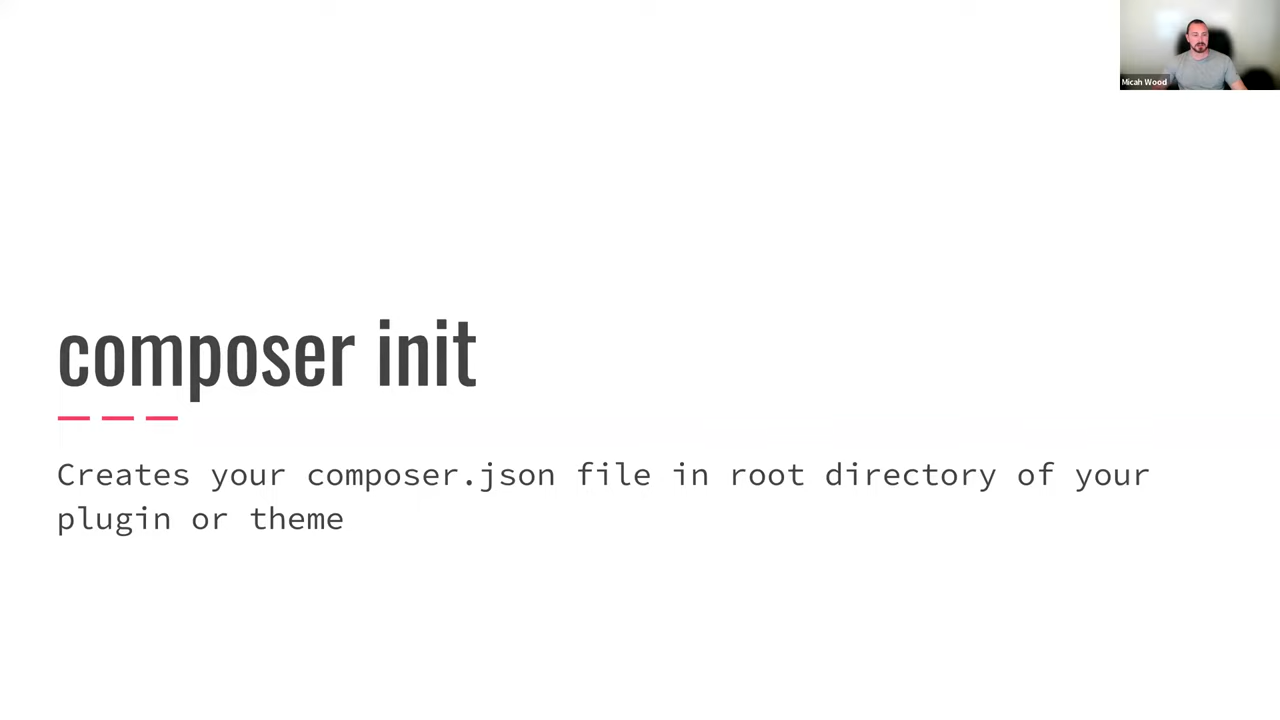 Micah Wood
composer init
Creates your composer.json file in root directory of your
plugin or theme